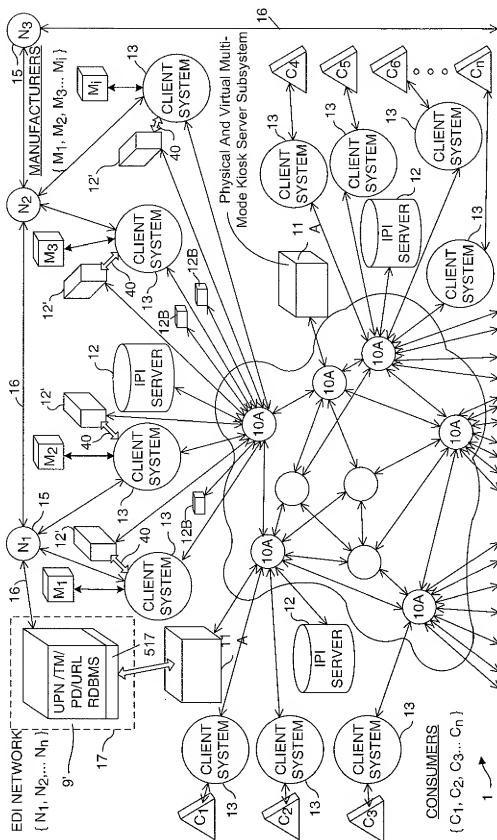 EDI NETWORK
{ N1, N2,... Nn }
9'
17
UPN /TM/
PD/URL
RDBMS
517
16
N1
15
16
N2
15
N3
16
MANUFACTURERS
{ M1, M2, M3... Mi }
M1
M2
M3
Mi
12'
40
13
CLIENT
SYSTEM
12'
40
13
CLIENT
SYSTEM
12'
40
13
CLIENT
SYSTEM
12'
40
13
CLIENT
SYSTEM
12B
12B
12B
12
IPI
SERVER
11
A
Physical And Virtual Multi-
Mode Kiosk Server Subsystem
11
A
10A
10A
10A
10A
10A
10A
12
IPI
SERVER
12
IPI
SERVER
C1
CLIENT
SYSTEM
13
C2
CLIENT
SYSTEM
13
C3
CLIENT
SYSTEM
13
13
CLIENT
SYSTEM
C4
13
CLIENT
SYSTEM
C5
13
CLIENT
SYSTEM
C6
13
CLIENT
SYSTEM
Cn
CONSUMERS
{ C1, C2, C3... Cn }
1